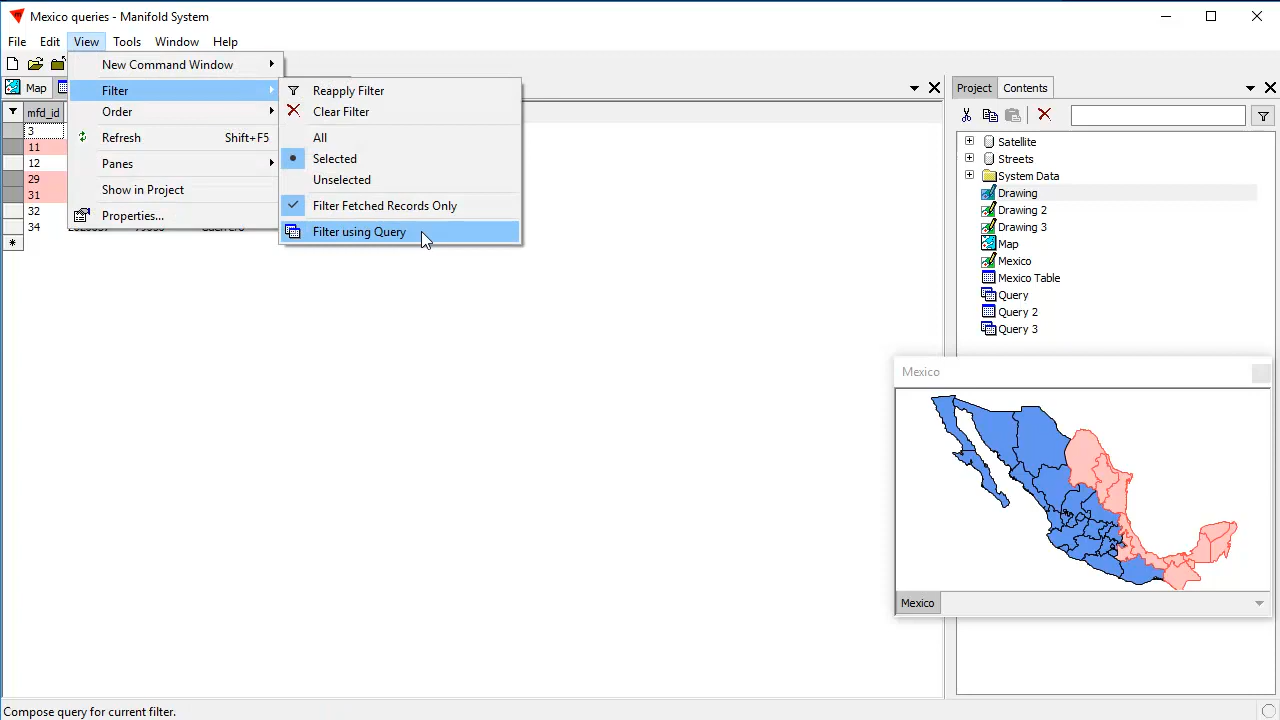 Mexico queries - Manifold System
File Edit View Tools Window Help
Map
mfd_id
3
11
12
29
31
32
34
New Command Window
Filter
Order
Refresh Shift+F5
Panes
Show in Project
Properties...
Reapply Filter
Clear Filter
All
Selected
Unselected
Filter Fetched Records Only
Filter using Query
Project Contents
Satellite
Streets
System Data
Drawing
Drawing 2
Drawing 3
Map
Mexico
Mexico Table
Query
Query 2
Query 3
Mexico
Mexico
Compose query for current filter.